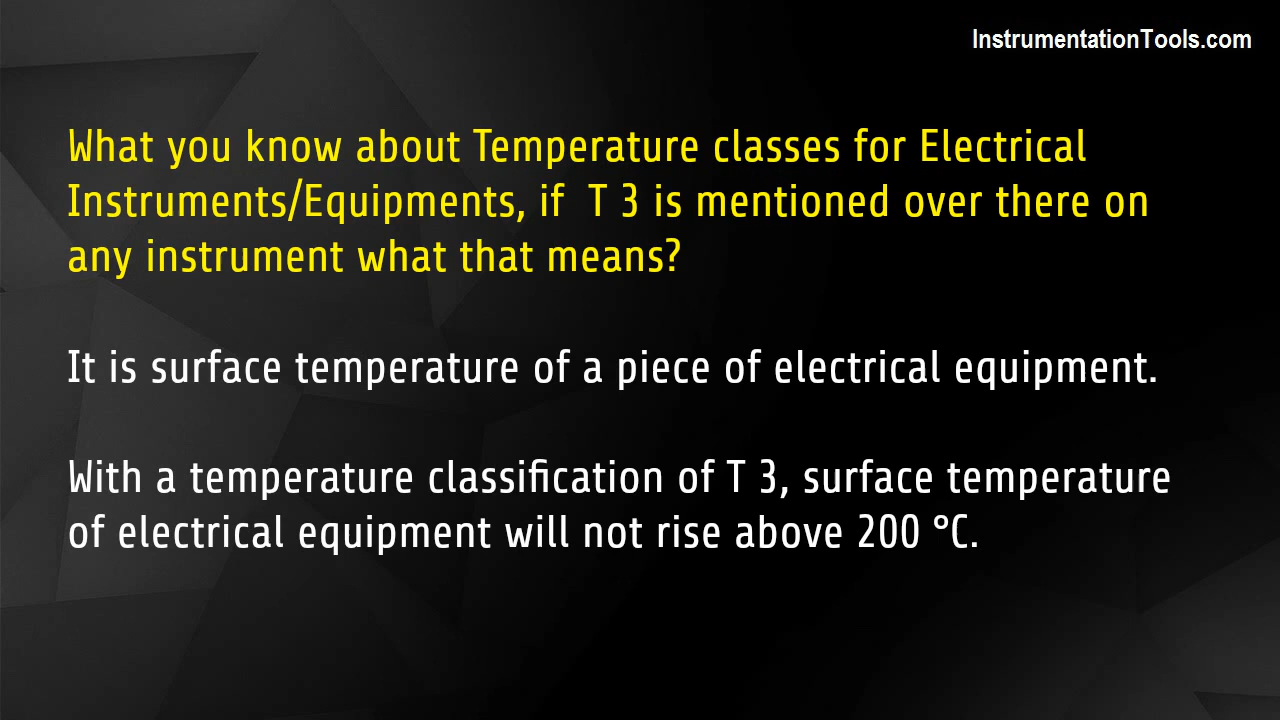 InstrumentationTools.com
What you know about Temperature classes for Electrical
Instruments/Equipments, if  T 3 is mentioned over there on
any instrument what that means?
It is surface temperature of a piece of electrical equipment.
With a temperature classification of T 3, surface temperature
of electrical equipment will not rise above 200 °C.